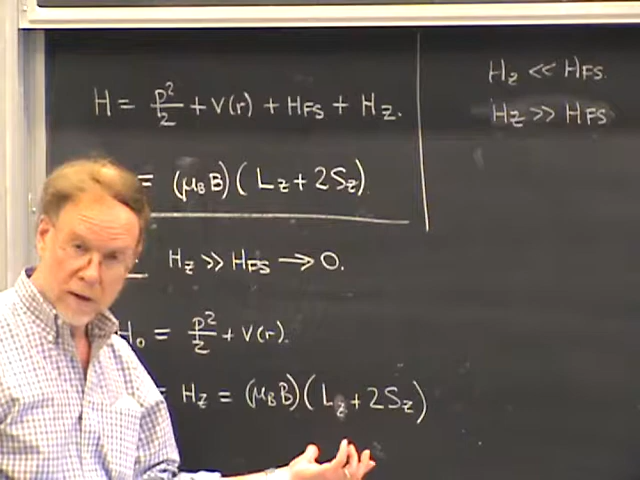 H = p²/2 + V(r) + H_FS + H_Z.
= (μ_B B)(L_Z + 2S_Z)
H_Z >> H_FS → 0.
H_0 = p²/2 + V(r).
= H_Z = (μ_B B)(L_z + 2S_z)
H_Z << H_FS.
H_Z >> H_FS